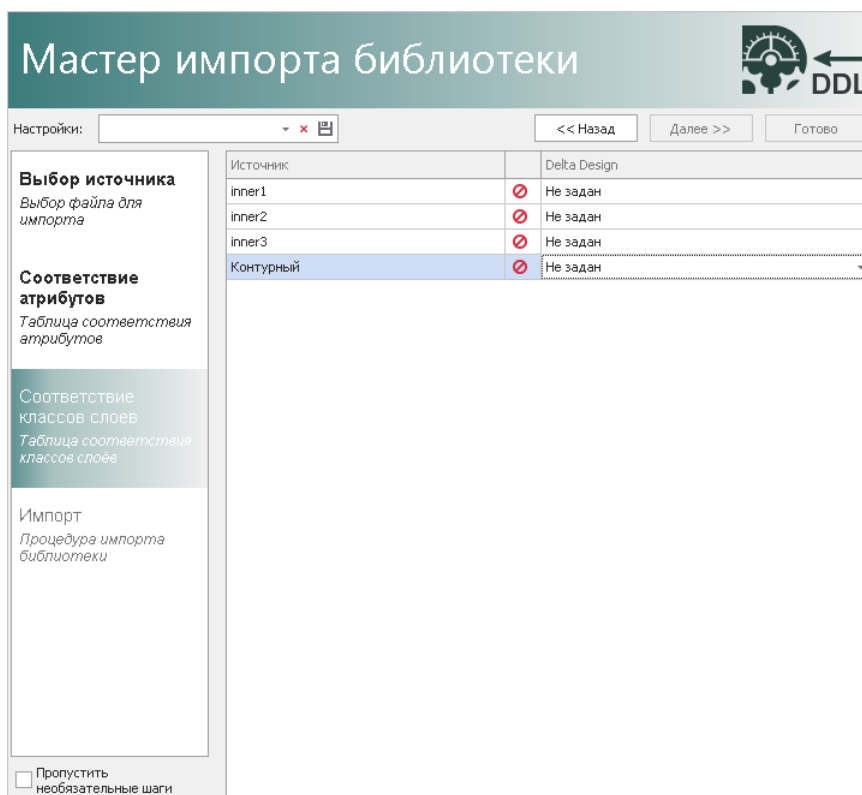 Мастер импорта библиотеки
DDL
Настройки:
<< Назад
Далее >>
Готово
Выбор источника
Выбор файла для
импорта
Соответствие
атрибутов
Таблица соответствия
атрибутов
Соответствие
классов слоев
Таблица соответствия
классов слоёв
Импорт
Процедура импорта
библиотеки
Источник Delta Design
inner1 Не задан
inner2 Не задан
inner3 Не задан
Контурный Не задан
Пропустить
необязательные шаги